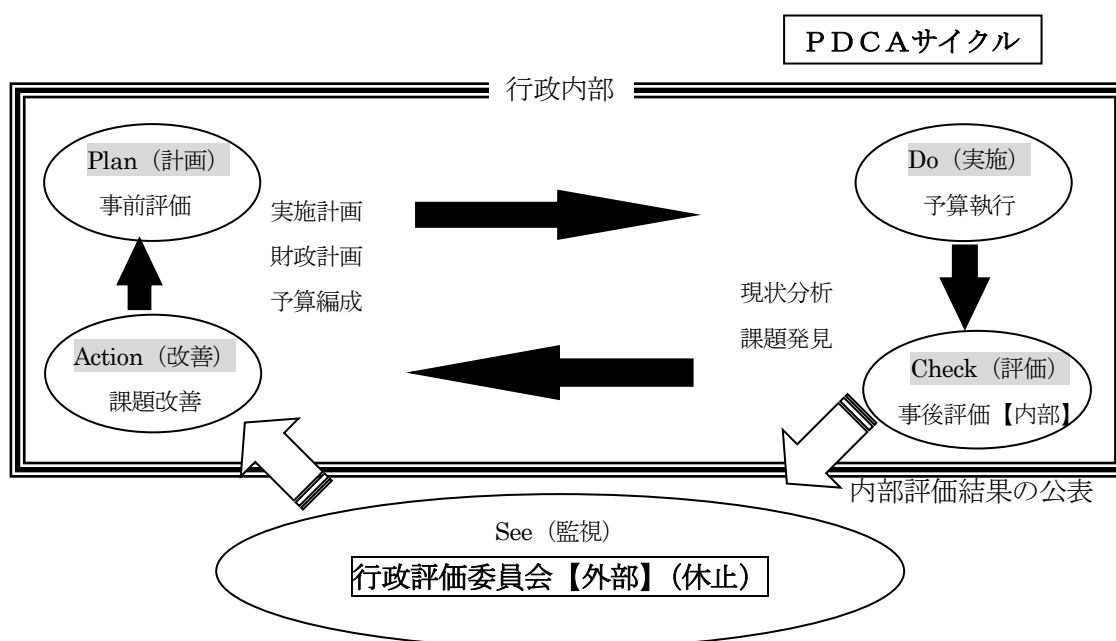 ＰＤＣＡサイクル
行政内部
Plan（計画）
事前評価
実施計画
財政計画
予算編成
Do（実施）
予算執行
現状分析
課題発見
Action（改善）
課題改善
Check（評価）
事後評価【内部】
内部評価結果の公表
See（監視）
行政評価委員会【外部】（休止）